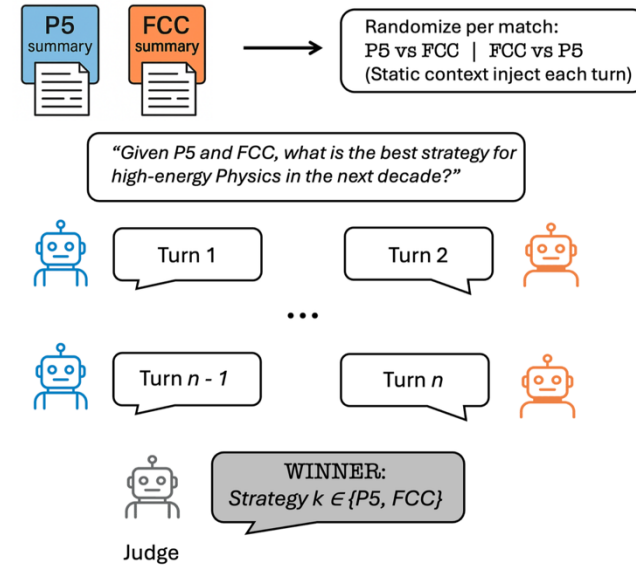 P5
summary
FCC
summary
Randomize per match:
P5 vs FCC | FCC vs P5
(Static context inject each turn)
“Given P5 and FCC, what is the best strategy for
high-energy Physics in the next decade?”
Turn 1
Turn 2
...
Turn n - 1
Turn n
WINNER:
Strategy k ∈ {P5, FCC}
Judge